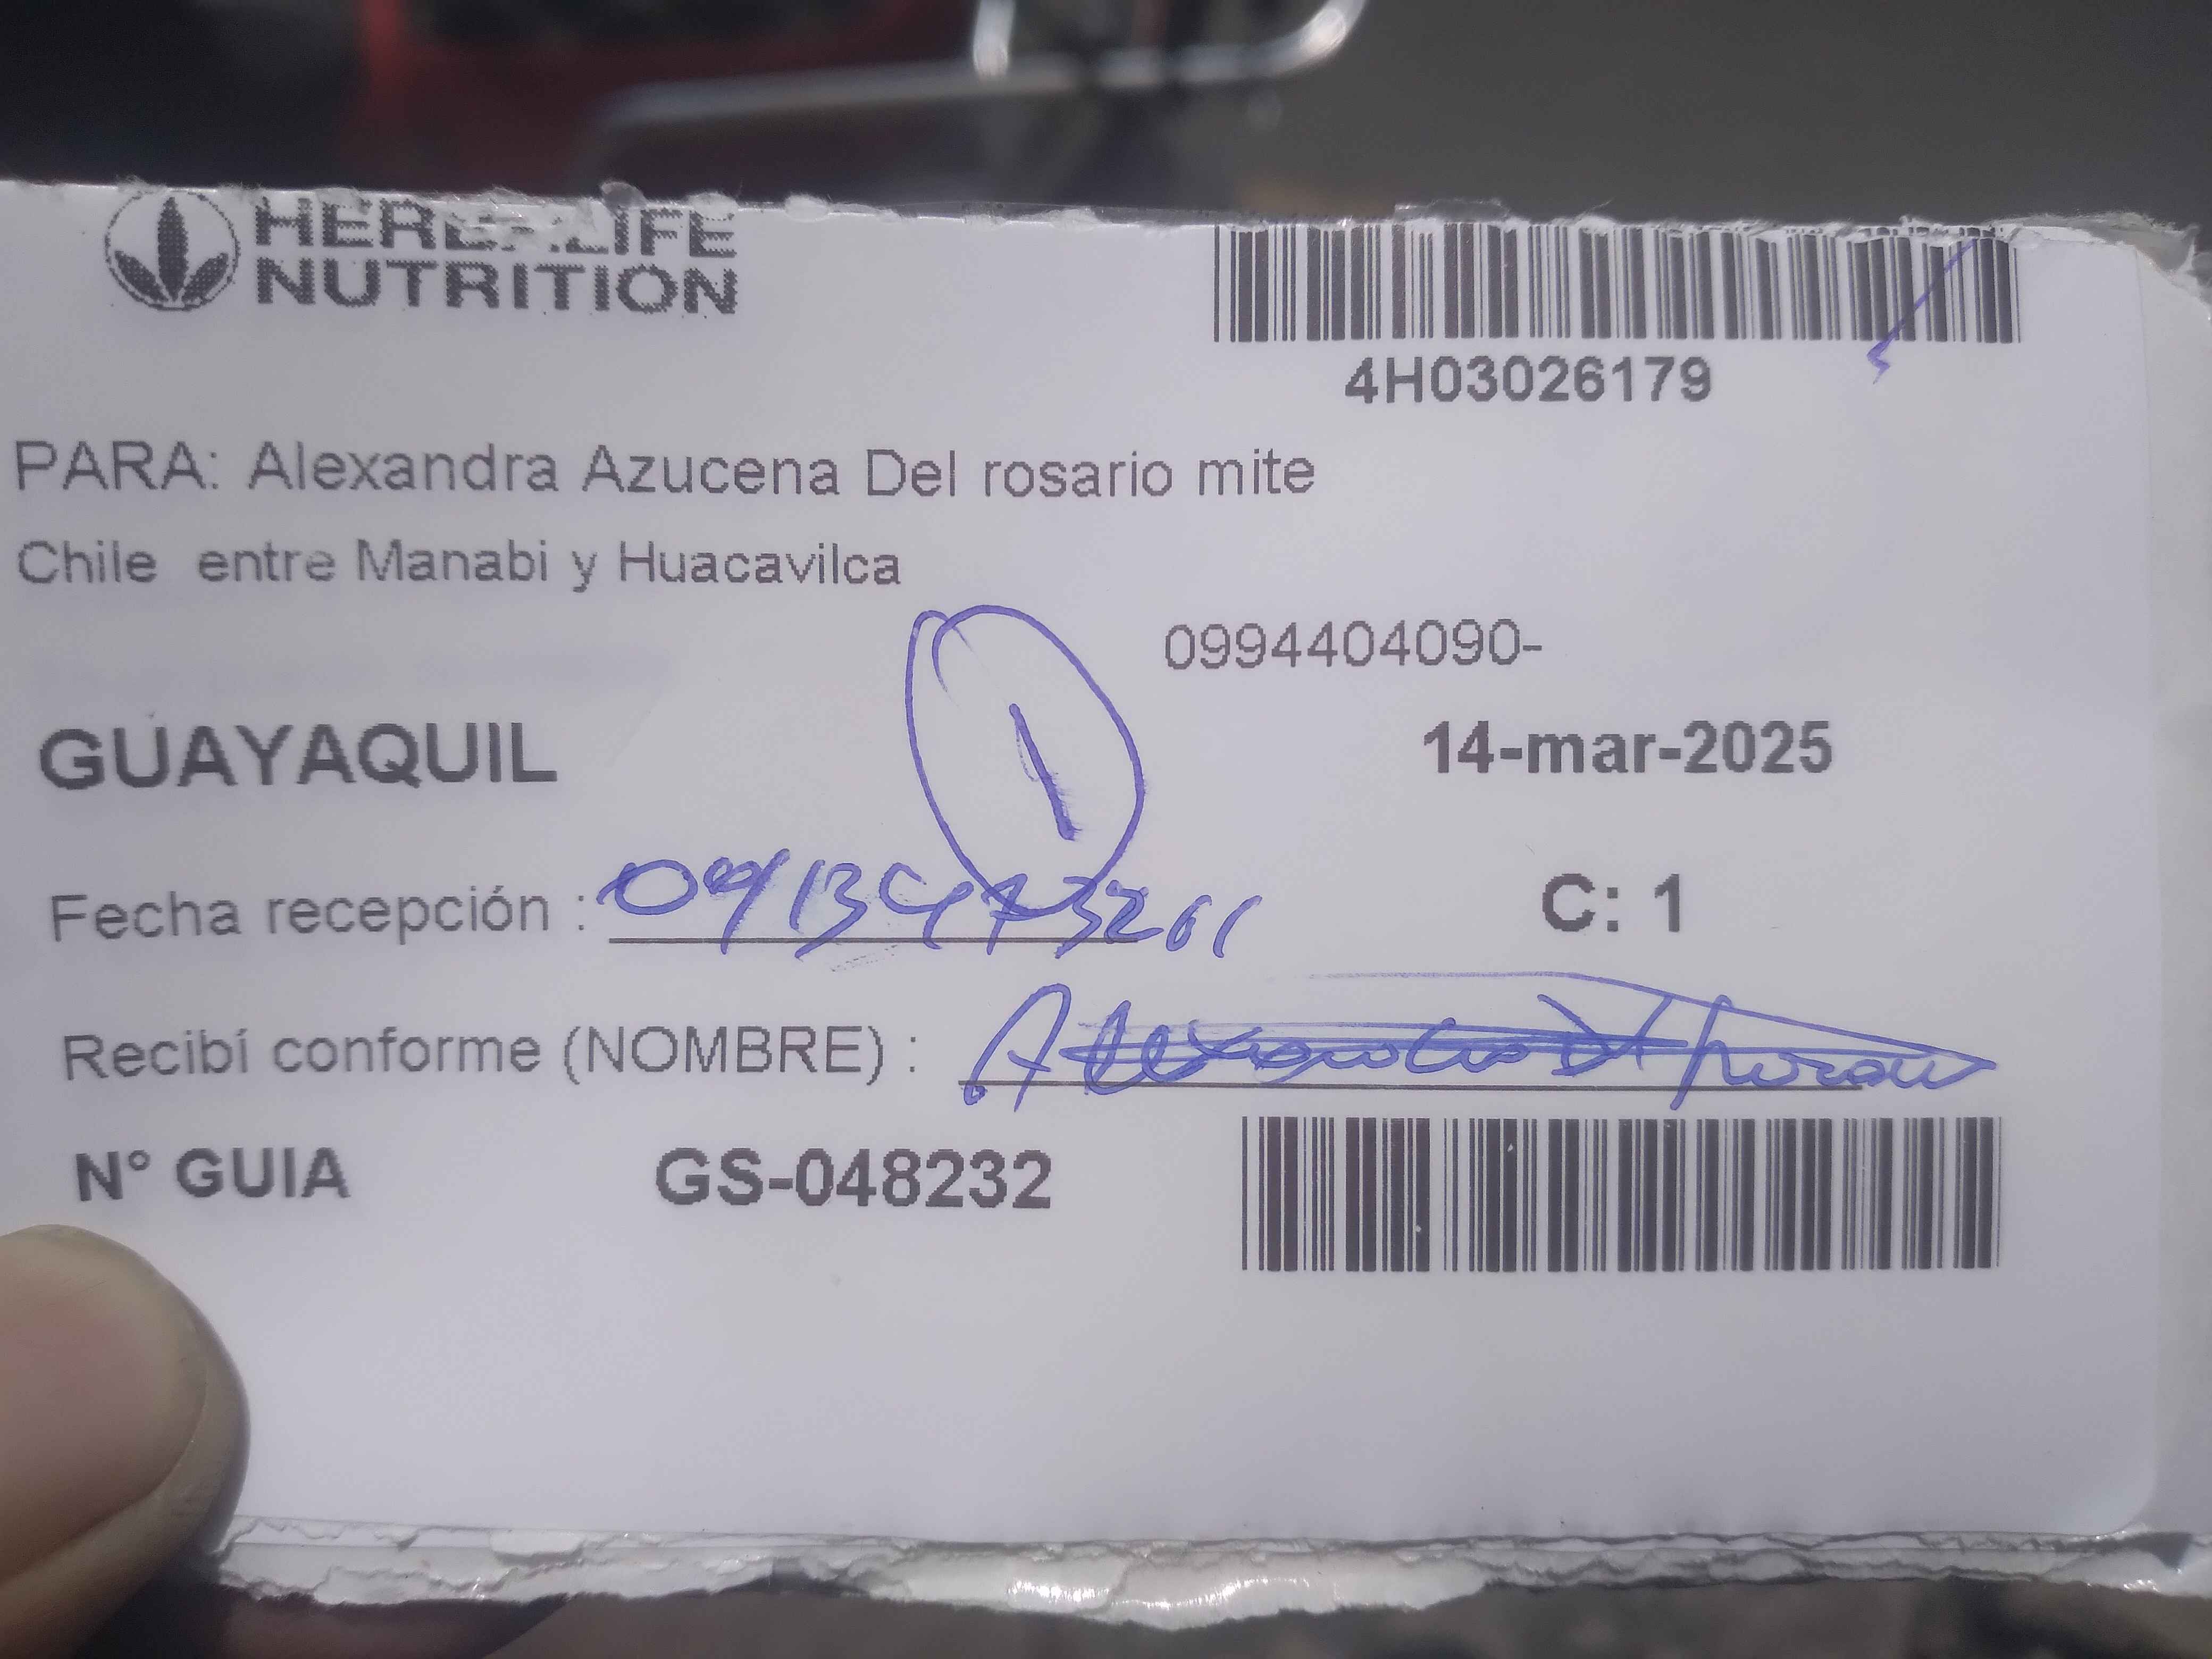 HERBALIFE
NUTRITION
4H03026179
PARA: Alexandra Azucena Del rosario mite
Chile entre Manabi y Huacavilca
0994404090-
GUAYAQUIL
1
14-mar-2025
Fecha recepción :
C: 1
Recibí conforme (NOMBRE) :
N° GUIA GS-048232